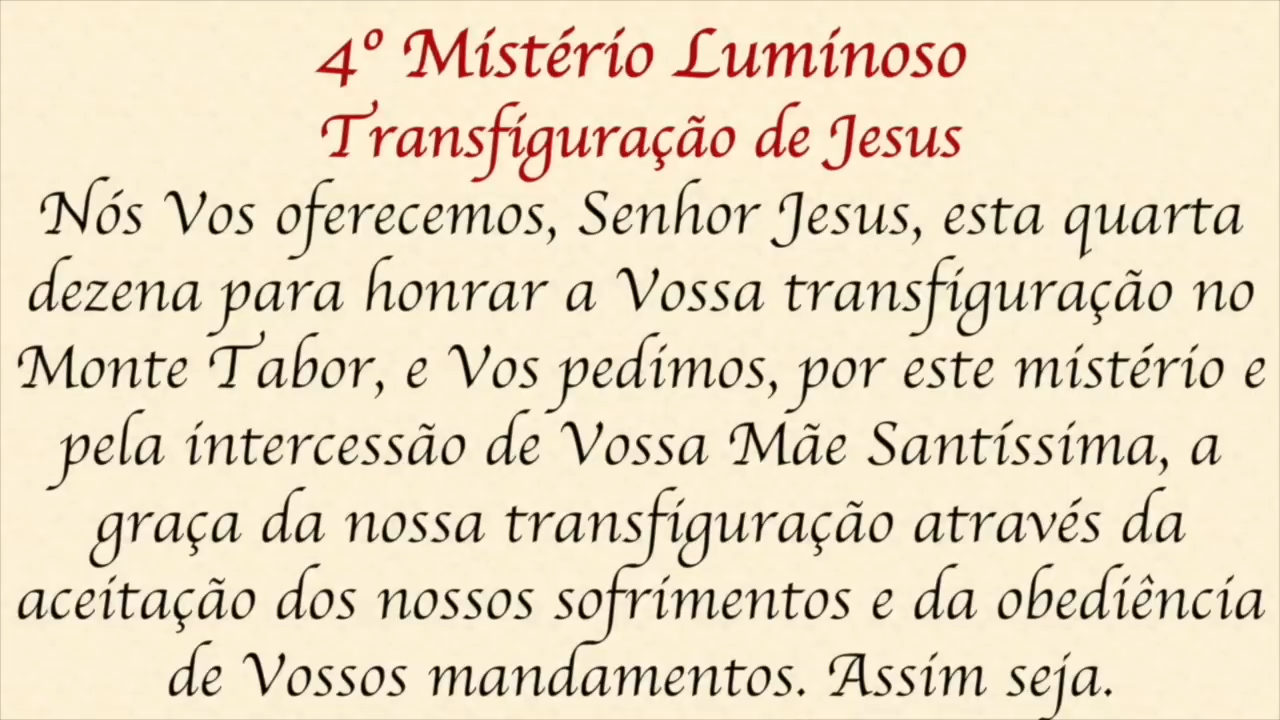 4º Mistério Luminoso
Transfiguração de Jesus
Nós Vos oferecemos, Senhor Jesus, esta quarta
dezena para honrar a Vossa transfiguração no
Monte Tabor, e Vos pedimos, por este mistério e
pela intercessão de Vossa Mãe Santíssima, a
graça da nossa transfiguração através da
aceitação dos nossos sofrimentos e da obediência
de Vossos mandamentos. Assim seja.